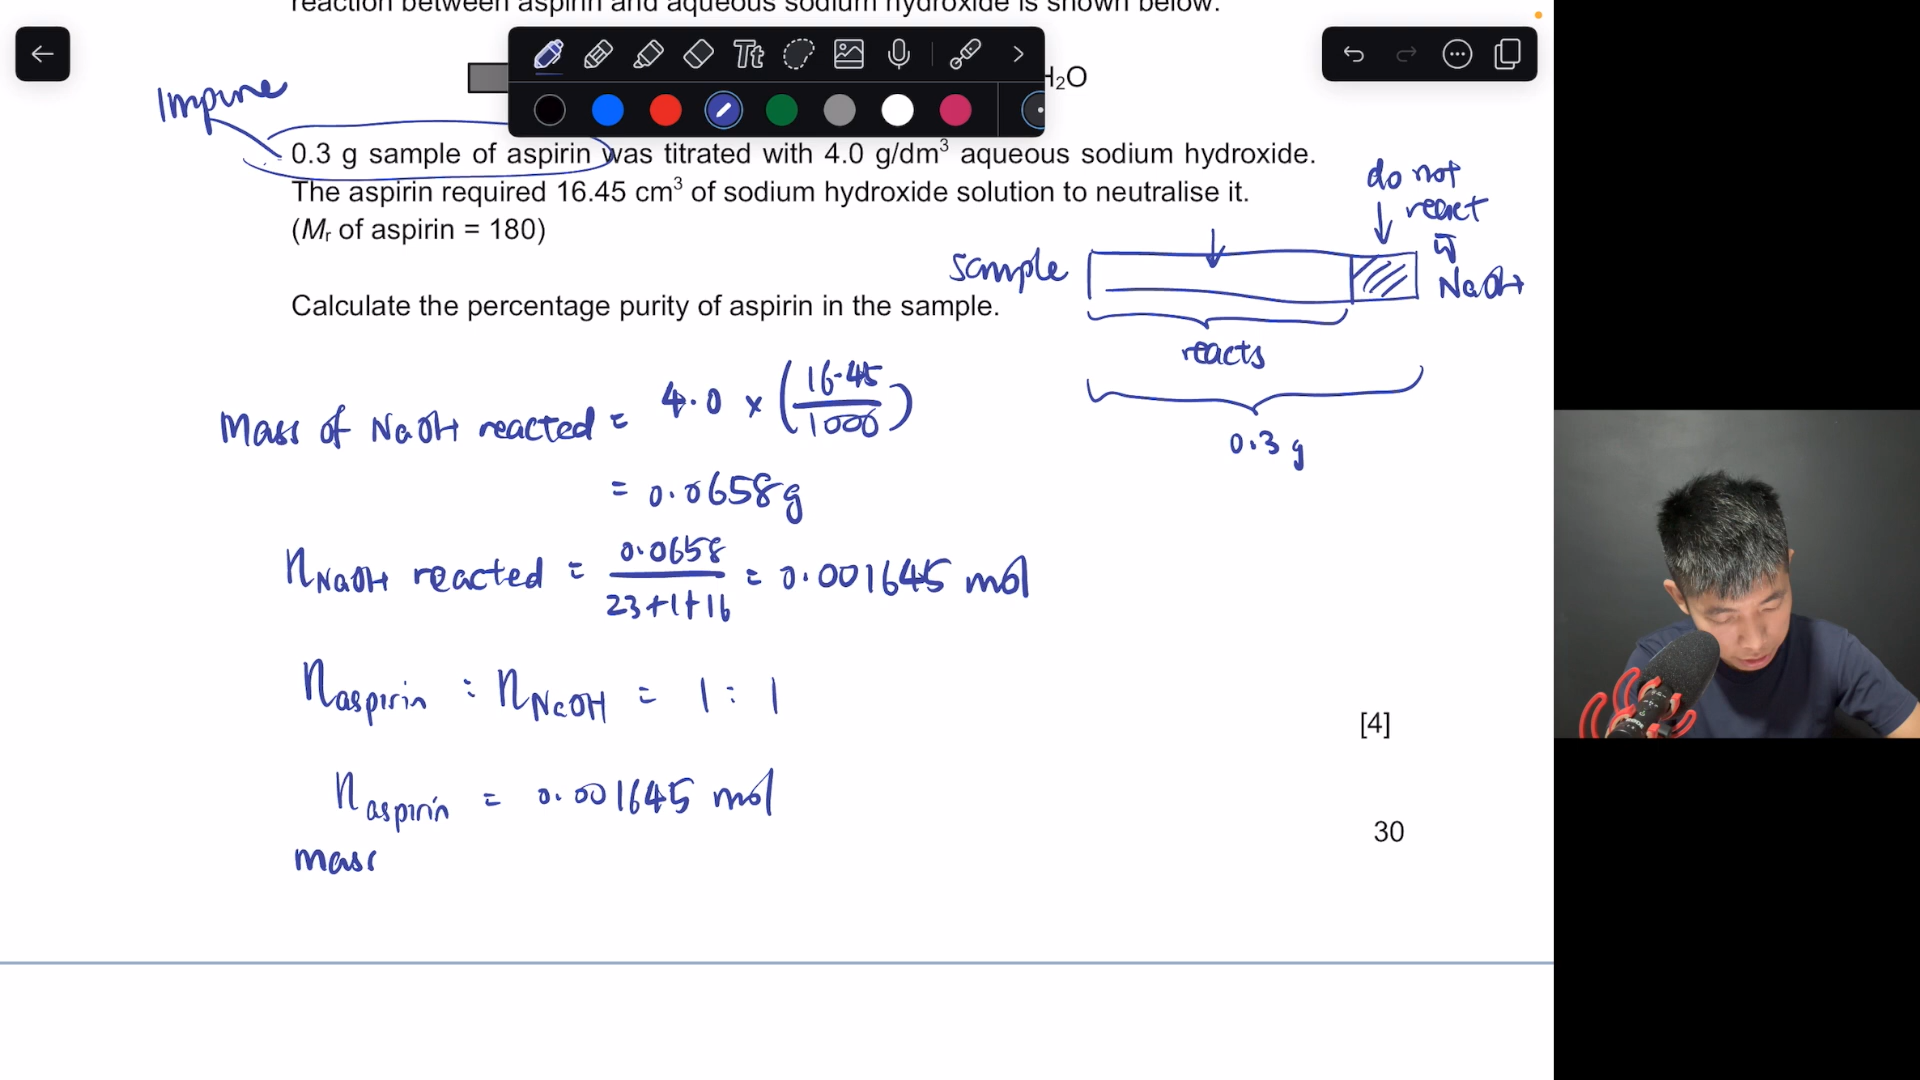 reaction between aspirin and aqueous sodium hydroxide is shown below.
Tt
H₂O
Impure
0.3 g sample of aspirin was titrated with 4.0 g/dm³ aqueous sodium hydroxide.
The aspirin required 16.45 cm³ of sodium hydroxide solution to neutralise it.
(Mᵣ of aspirin = 180)
do not
react
w
NaOH
sample
Calculate the percentage purity of aspirin in the sample.
reacts
0.3 g
Mass of NaOH reacted = 4.0 × (16.45/1000)
= 0.0658g
n NaOH reacted = 0.0658/23+1+16 = 0.001645 mol
n aspirin : n NaOH = 1 : 1
[4]
n aspirin = 0.001645 mol
30
mass